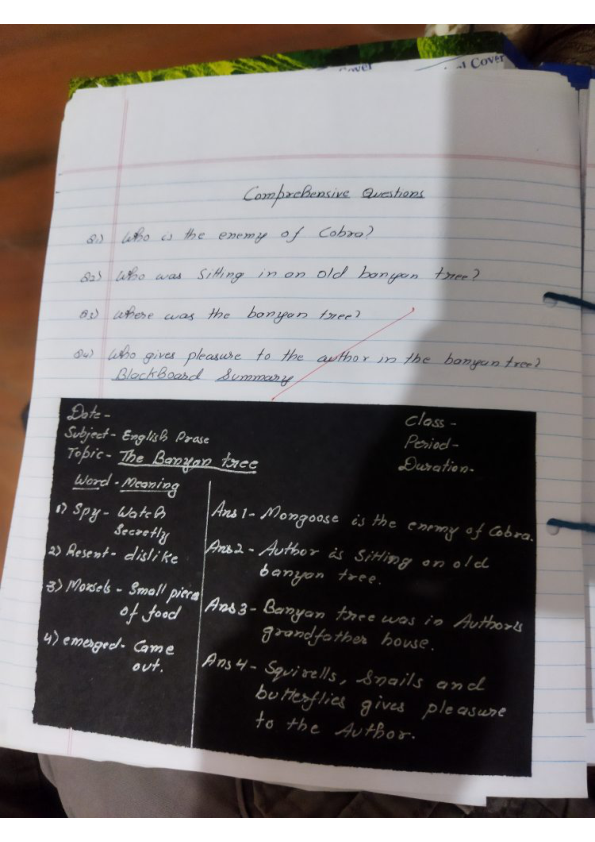 Cover
Cover
Comprehensive Questions
Q1) Who is the enemy of Cobra?
Q2) Who was sitting in an old banyan tree?
Q3) Where was the banyan tree?
Q4) Who gives pleasure to the author in the banyan tree?
BlackBoard Summary
Date-
Subject- English Prose
Topic- The Banyan tree
Class-
Period-
Duration-
Word - Meaning
1) Spy - Watch
Secretly
2) Resent - dislike
3) Morsels - Small pieces
of food
4) emerged - Came
out.
Ans 1 - Mongoose is the enemy of Cobra.
Ans 2 - Author is sitting on old
banyan tree.
Ans 3 - Banyan tree was in Author's
grandfather house.
Ans 4 - Squirells, Snails and
butterflies gives pleasure
to the Author.